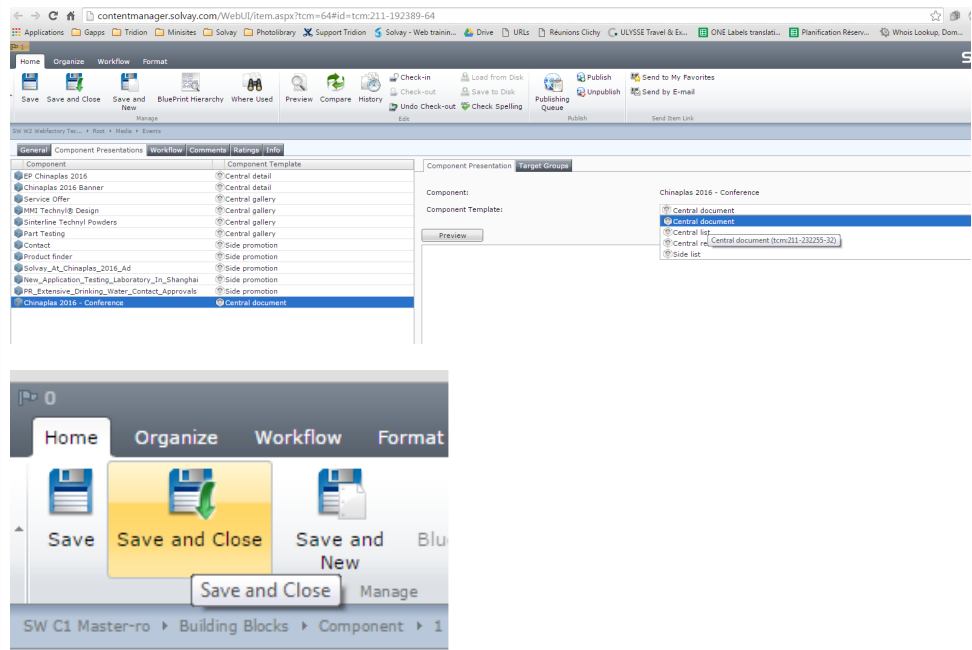 contentmanager.solvay.com/WebUI/item.aspx?tcm=64#id=tcm:211-192389-64
Applications Gapps Tridion Minisites Solvay Photolibrary Support Tridion Solvay - Web trainin... Drive URLs Réunions Clichy ULYSSE Travel & Ex... ONE Labels translati... Planification Réserv... Whois Lookup, Dom...
1
Home Organize Workflow Format
Save Save and Close Save and New BluePrint Hierarchy Where Used Preview Compare History
Check-in Load from Disk
Check-out Save to Disk
Undo Check-out Check Spelling
Publishing Queue
Publish
Unpublish
Send to My Favorites
Send by E-mail
Manage Edit Publish Send Item Link
SW W2 Webfactory Tec... Root Media Events
General Component Presentations Workflow Comments Ratings Info
Component Component Template
EP Chinaplas 2016 Central detail
Chinaplas 2016 Banner Central detail
Service Offer Central gallery
MMI Technyl® Design Central gallery
Sinterline Technyl Powders Central gallery
Part Testing Central gallery
Contact Side promotion
Product finder Side promotion
Solvay_At_Chinaplas_2016_Ad Side promotion
New_Application_Testing_Laboratory_In_Shanghai Side promotion
PR_Extensive_Drinking_Water_Contact_Approvals Side promotion
Chinaplas 2016 - Conference Central document
Component Presentation Target Groups
Component: Chinaplas 2016 - Conference
Component Template: Central document
Central document
Central list
Central re
Central document (tcm:211-232255-32)
Side list
Preview
0
Home Organize Workflow Format
Save Save and Close Save and New Blu
Save and Close
Manage
SW C1 Master-ro Building Blocks Component 1